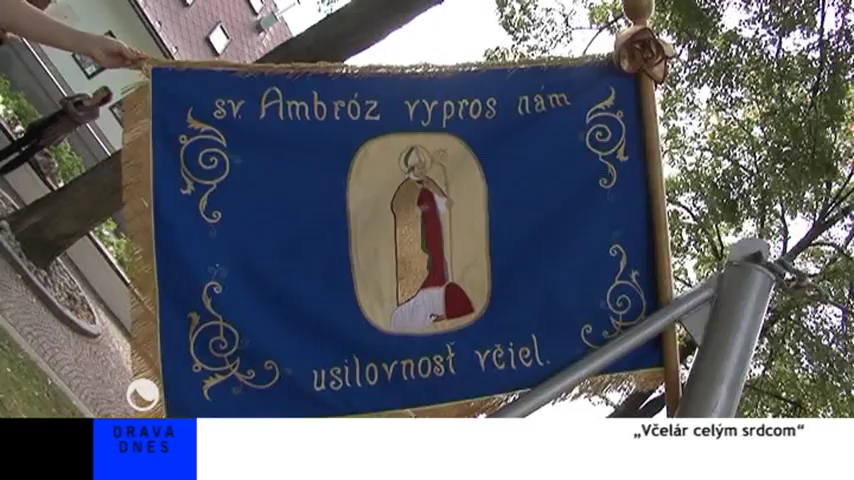 sv. Ambróz vypros nám
usilovnosť včiel.
ORAVA
DNES
„Včelár celým srdcom“